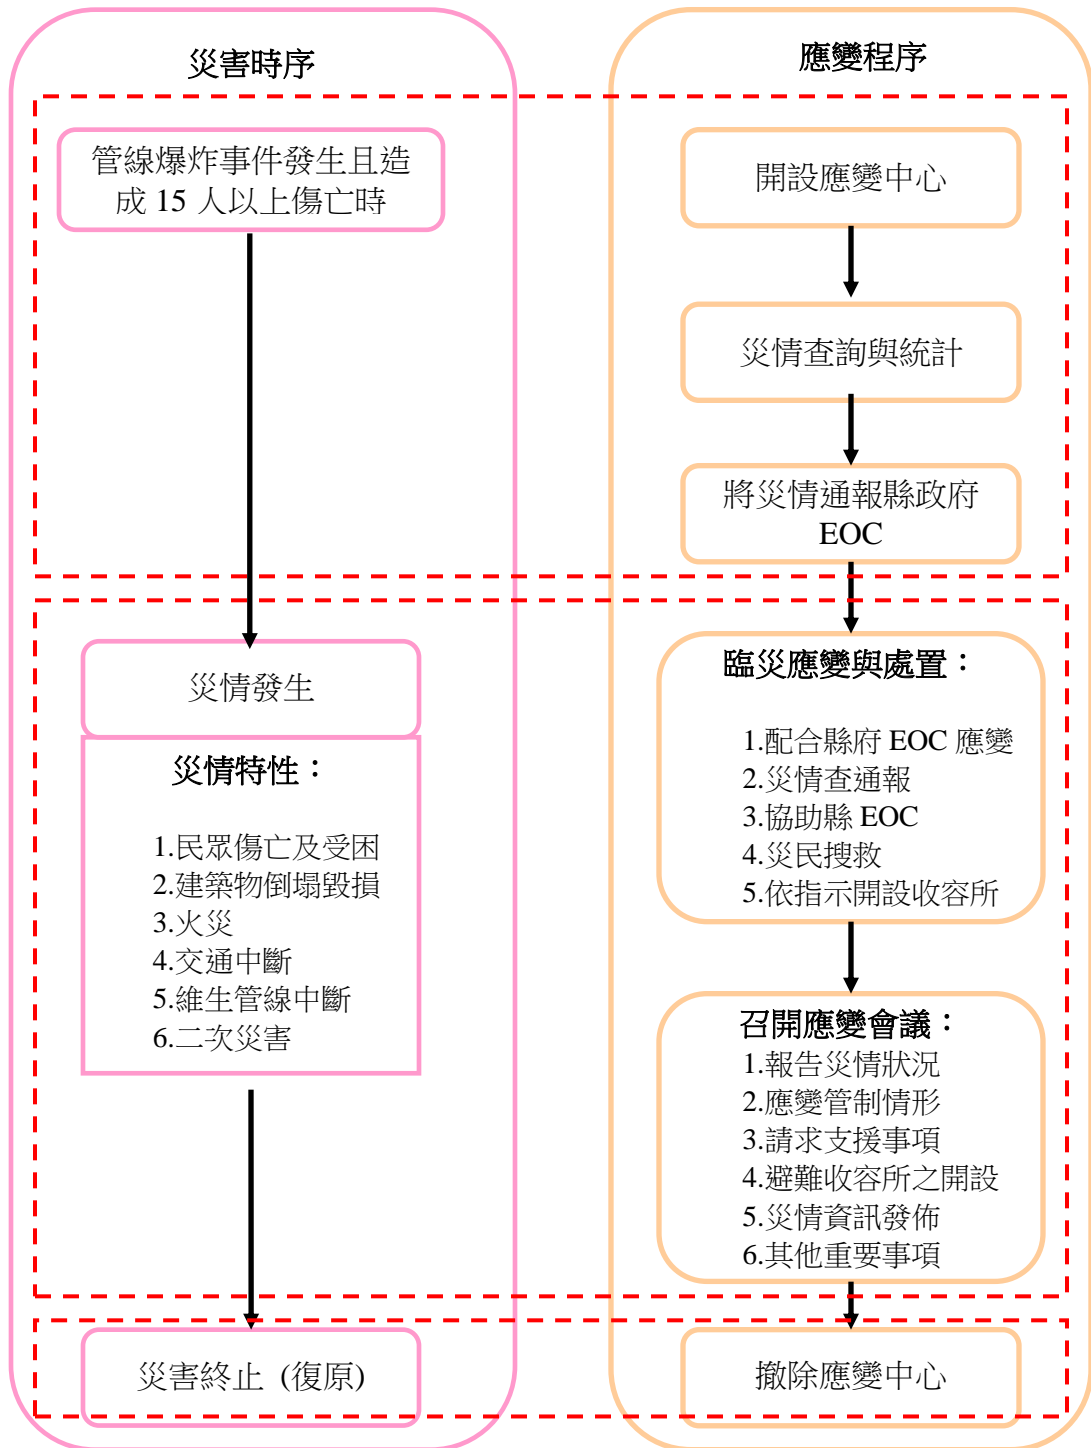 災害時序
管線爆炸事件發生且造
成 15 人以上傷亡時
災情發生
災情特性：
1.民眾傷亡及受困
2.建築物倒塌毀損
3.火災
4.交通中斷
5.維生管線中斷
6.二次災害
災害終止 (復原)
應變程序
開設應變中心
災情查詢與統計
將災情通報縣政府
EOC
臨災應變與處置：
1.配合縣府 EOC 應變
2.災情查通報
3.協助縣 EOC
4.災民搜救
5.依指示開設收容所
召開應變會議：
1.報告災情狀況
2.應變管制情形
3.請求支援事項
4.避難收容所之開設
5.災情資訊發佈
6.其他重要事項
撤除應變中心